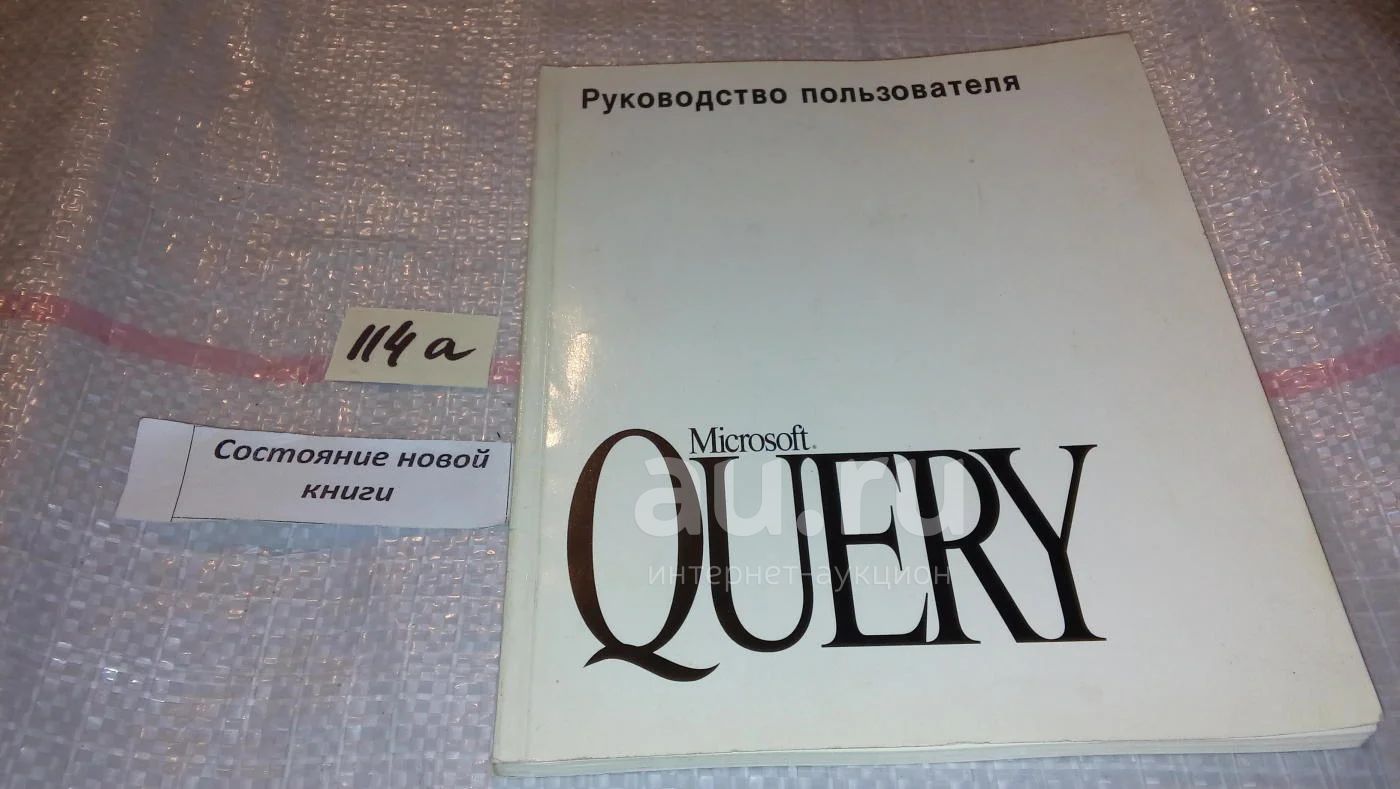 Руководство пользователя
114 а
Состояние новой
книги
Microsoft®
QUERY
au.ru
интернет-аукцион